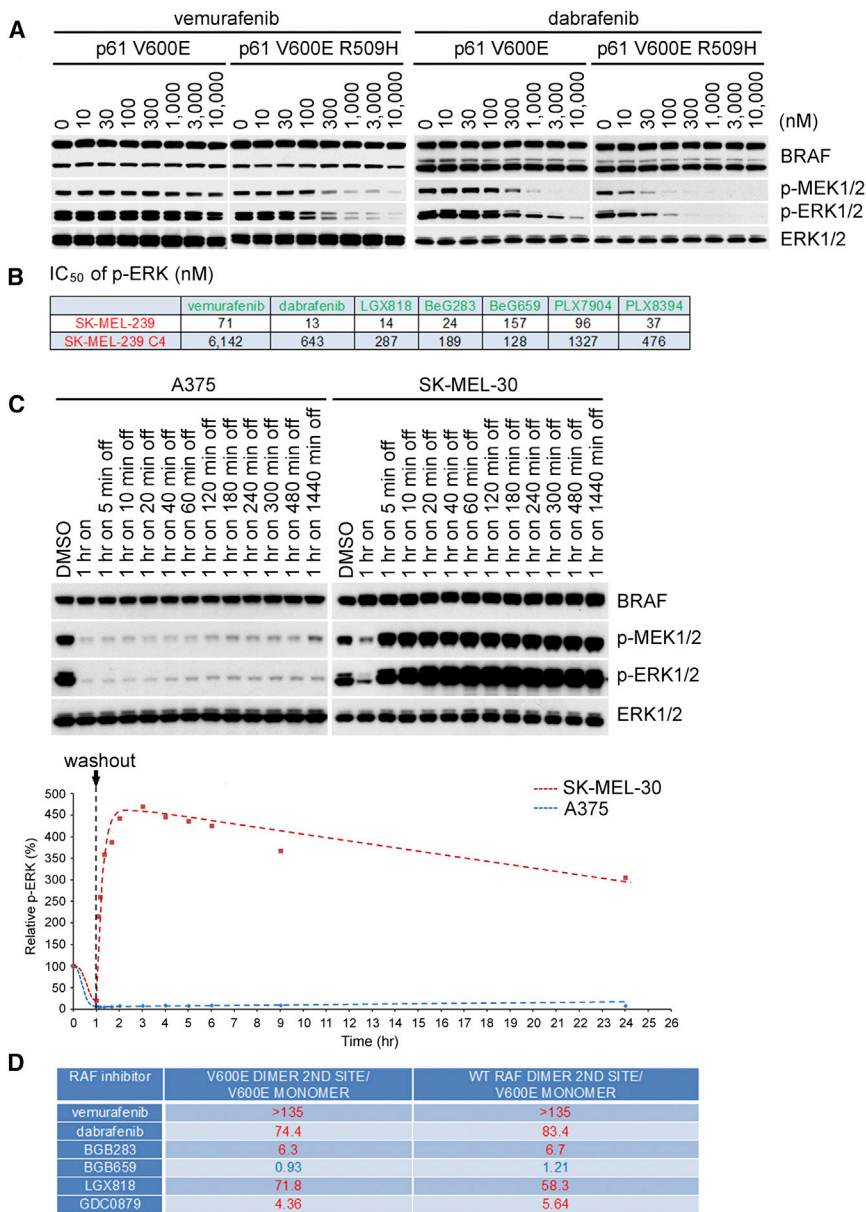 A
vemurafenib dabrafenib
p61 V600E p61 V600E R509H p61 V600E p61 V600E R509H
0 10 30 100 300 1,000 3,000 10,000 0 10 30 100 300 1,000 3,000 10,000 0 10 30 100 300 1,000 3,000 10,000 0 10 30 100 300 1,000 3,000 10,000 (nM)
BRAF
p-MEK1/2
p-ERK1/2
ERK1/2
B IC50 of p-ERK (nM)
vemurafenib dabrafenib LGX818 BeG283 BeG659 PLX7904 PLX8394
SK-MEL-239 71 13 14 24 157 96 37
SK-MEL-239 C4 6,142 643 287 189 128 1327 476
C
A375 SK-MEL-30
DMSO
1 hr on
1 hr on 5 min off
1 hr on 10 min off
1 hr on 20 min off
1 hr on 40 min off
1 hr on 60 min off
1 hr on 120 min off
1 hr on 180 min off
1 hr on 240 min off
1 hr on 300 min off
1 hr on 480 min off
1 hr on 1440 min off
DMSO
1 hr on
1 hr on 5 min off
1 hr on 10 min off
1 hr on 20 min off
1 hr on 40 min off
1 hr on 60 min off
1 hr on 120 min off
1 hr on 180 min off
1 hr on 240 min off
1 hr on 300 min off
1 hr on 480 min off
1 hr on 1440 min off
BRAF
p-MEK1/2
p-ERK1/2
ERK1/2
washout
SK-MEL-30
A375
Relative p-ERK (%)
500
450
400
350
300
250
200
150
100
50
0
0 1 2 3 4 5 6 7 8 9 10 11 12 13 14 15 16 17 18 19 20 21 22 23 24 25 26
Time (hr)
D
RAF inhibitor V600E DIMER 2ND SITE/ WT RAF DIMER 2ND SITE/
V600E MONOMER V600E MONOMER
vemurafenib >135 >135
dabrafenib 74.4 83.4
BGB283 6.3 6.7
BGB659 0.93 1.21
LGX818 71.8 58.3
GDC0879 4.36 5.64